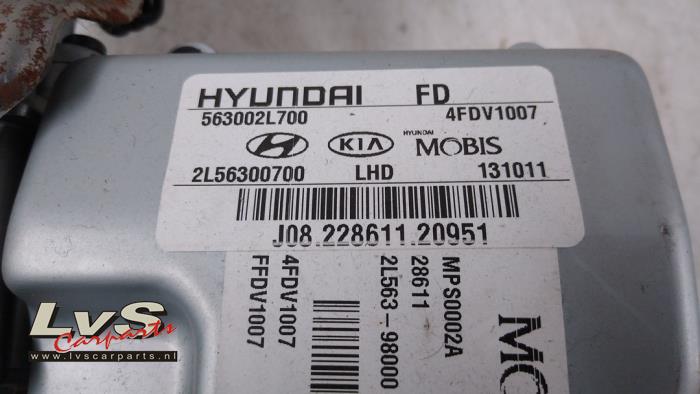 HYUNDAI FD
563002L700 4FDV1007
KIA HYUNDAI MOBIS
2L56300700 LHD 131011
J08.228611.20951
MPS0002A
28611
2L563-98000
4FDV1007
FFDV1007
MO
LvS
Carparts
www.lvscarparts.nl